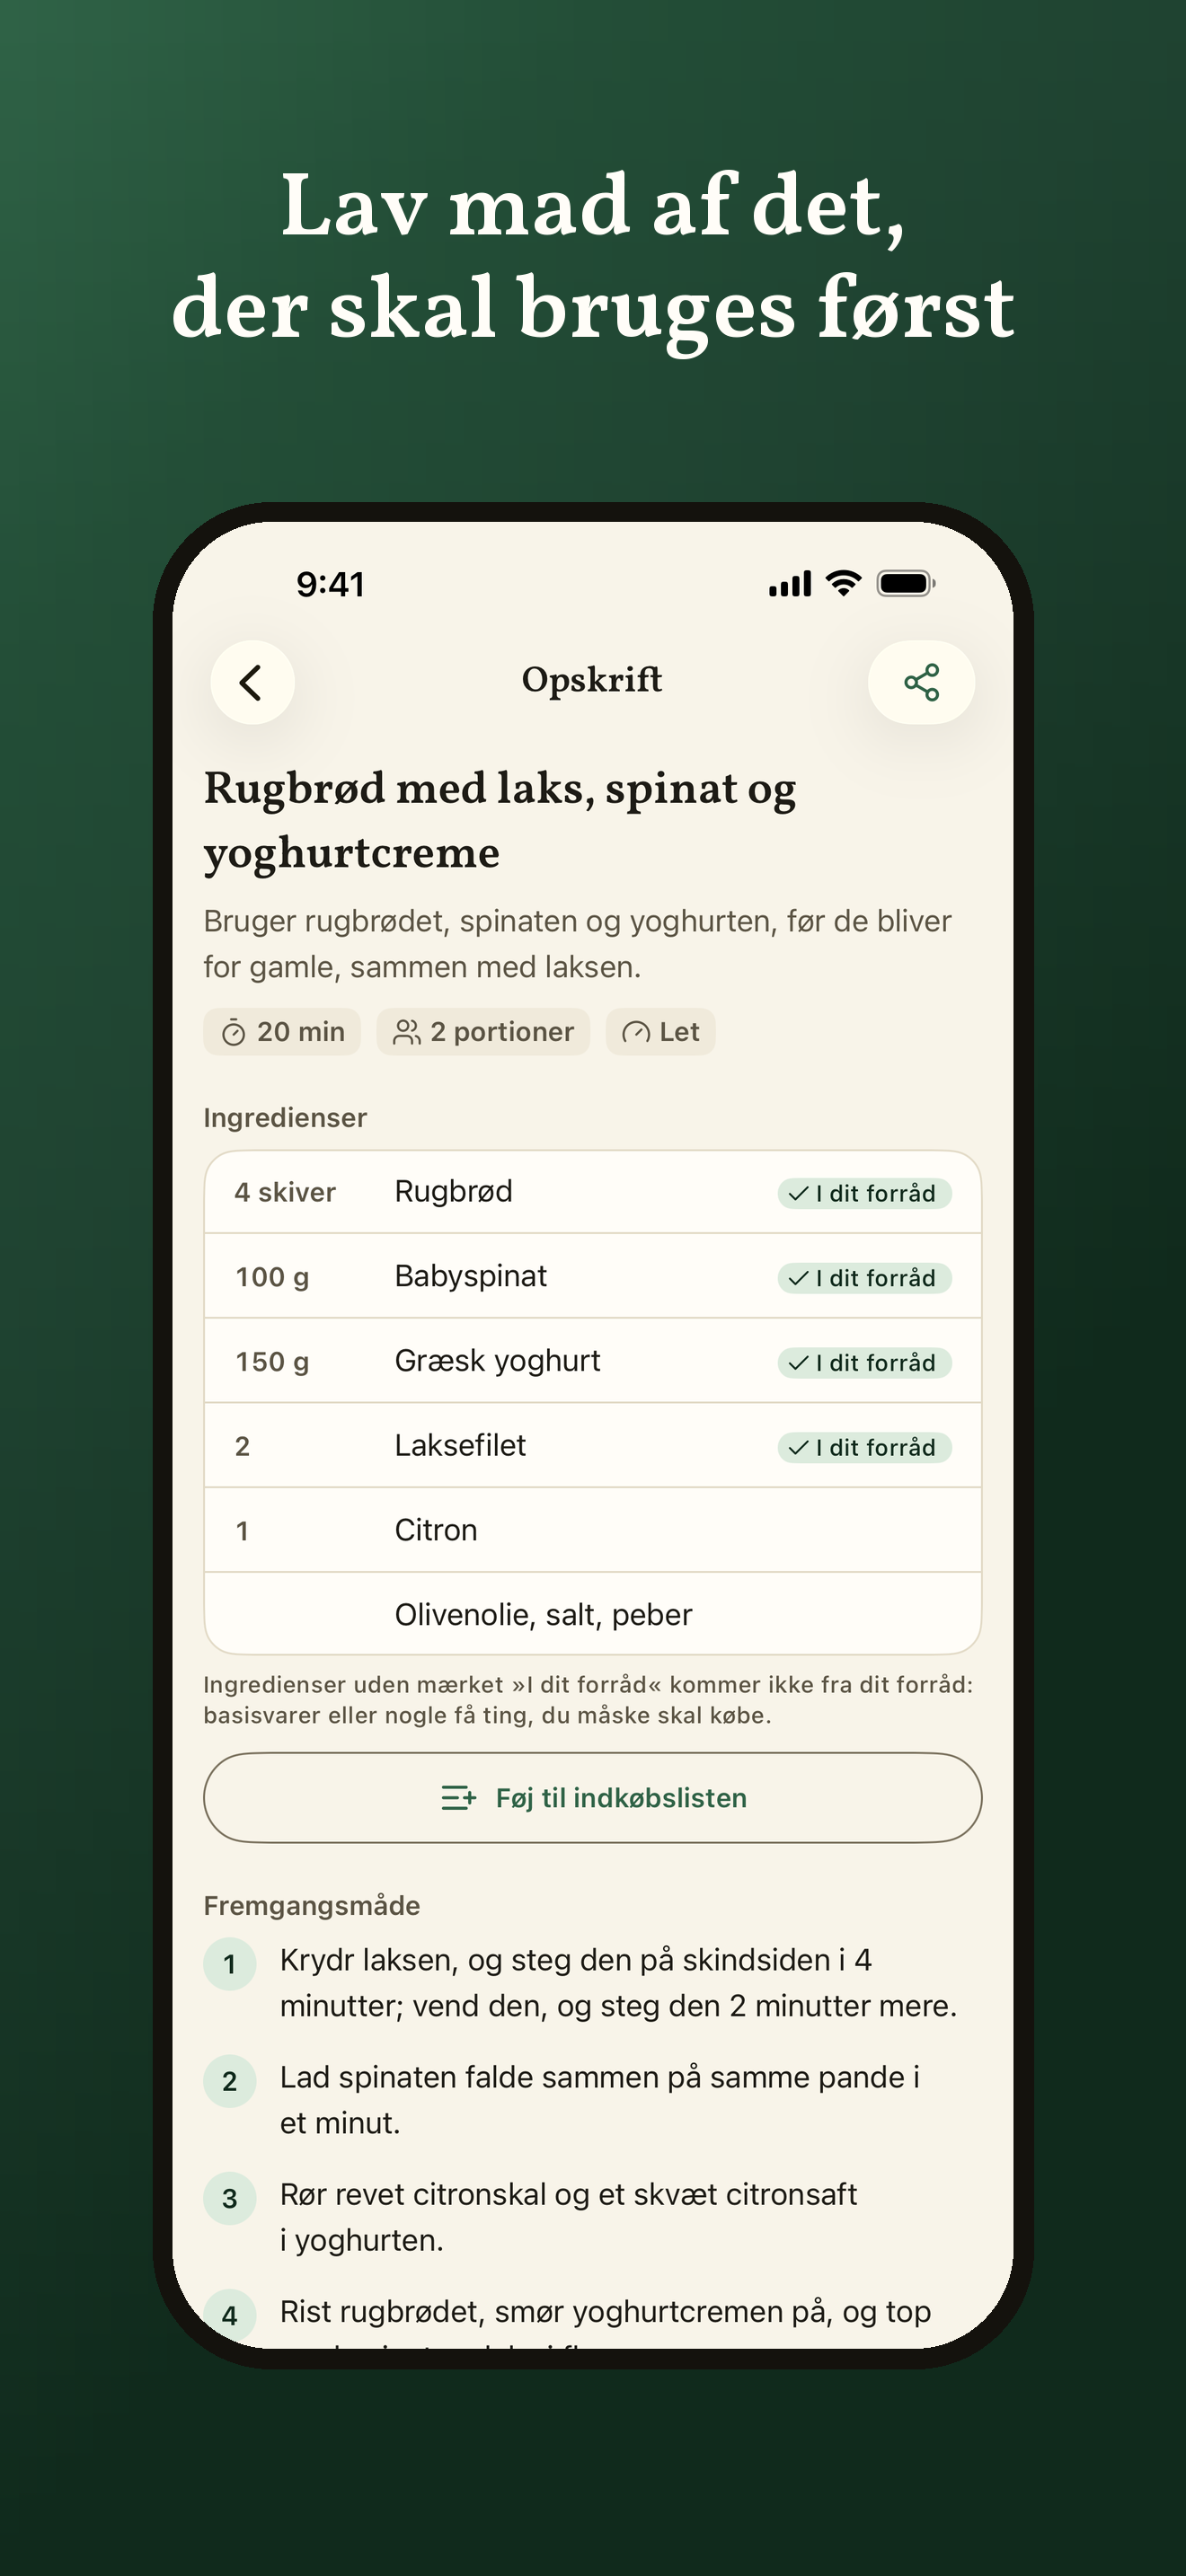 Lav mad af det,
der skal bruges først
9:41
Opskrift
Rugbrød med laks, spinat og
yoghurtcreme
Bruger rugbrødet, spinaten og yoghurten, før de bliver
for gamle, sammen med laksen.
20 min
2 portioner
Let
Ingredienser
4 skiver Rugbrød I dit forråd
100 g Babyspinat I dit forråd
150 g Græsk yoghurt I dit forråd
2 Laksefilet I dit forråd
1 Citron
Olivenolie, salt, peber
Ingredienser uden mærket »I dit forråd« kommer ikke fra dit forråd:
basisvarer eller nogle få ting, du måske skal købe.
Føj til indkøbslisten
Fremgangsmåde
1 Krydr laksen, og steg den på skindsiden i 4
minutter; vend den, og steg den 2 minutter mere.
2 Lad spinaten falde sammen på samme pande i
et minut.
3 Rør revet citronskal og et skvæt citronsaft
i yoghurten.
4 Rist rugbrødet, smør yoghurtcremen på, og top